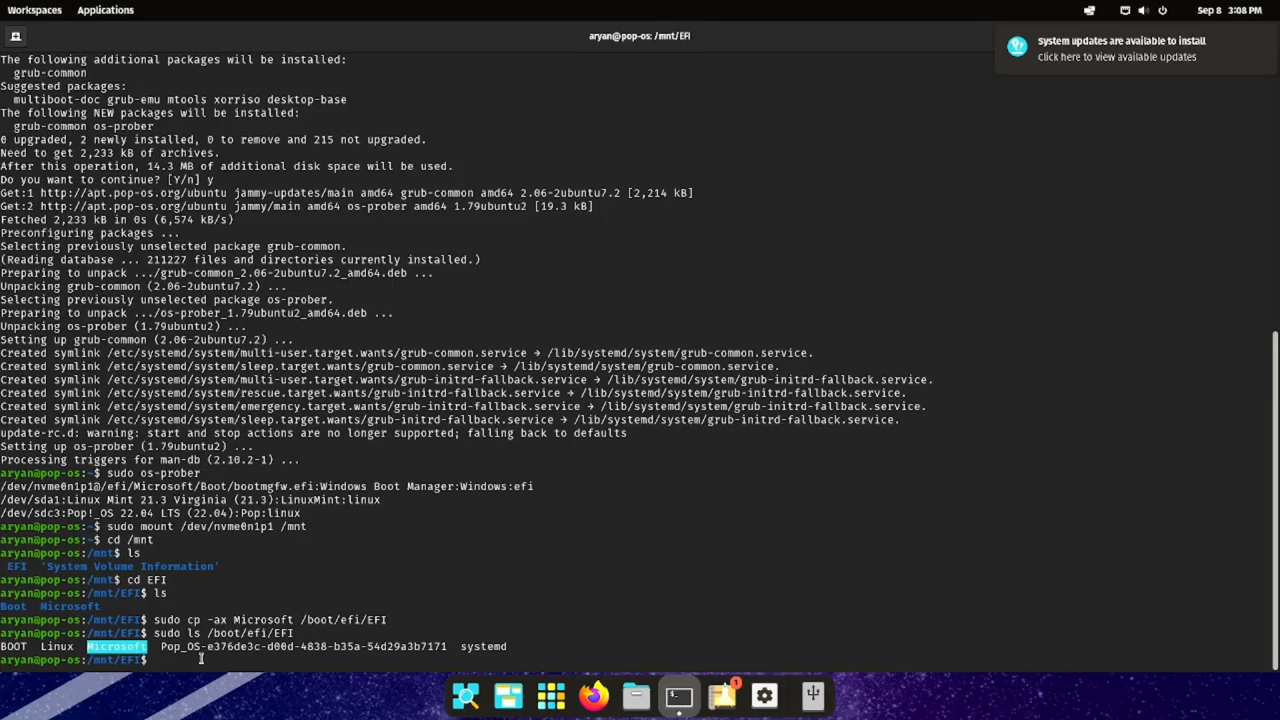 Workspaces Applications Sep 8 3:08 PM
aryan@pop-os: /mnt/EFI
System updates are available to install
Click here to view available updates
The following additional packages will be installed:
  grub-common
Suggested packages:
  multiboot-doc grub-emu mtools xorriso desktop-base
The following NEW packages will be installed:
  grub-common os-prober
0 upgraded, 2 newly installed, 0 to remove and 215 not upgraded.
Need to get 2,233 kB of archives.
After this operation, 14.3 MB of additional disk space will be used.
Do you want to continue? [Y/n] y
Get:1 http://apt.pop-os.org/ubuntu jammy-updates/main amd64 grub-common amd64 2.06-2ubuntu7.2 [2,214 kB]
Get:2 http://apt.pop-os.org/ubuntu jammy/main amd64 os-prober amd64 1.79ubuntu2 [19.3 kB]
Fetched 2,233 kB in 0s (6,574 kB/s)
Preconfiguring packages ...
Selecting previously unselected package grub-common.
(Reading database ... 211227 files and directories currently installed.)
Preparing to unpack .../grub-common_2.06-2ubuntu7.2_amd64.deb ...
Unpacking grub-common (2.06-2ubuntu7.2) ...
Selecting previously unselected package os-prober.
Preparing to unpack .../os-prober_1.79ubuntu2_amd64.deb ...
Unpacking os-prober (1.79ubuntu2) ...
Setting up grub-common (2.06-2ubuntu7.2) ...
Created symlink /etc/systemd/system/multi-user.target.wants/grub-common.service → /lib/systemd/system/grub-common.service.
Created symlink /etc/systemd/system/sleep.target.wants/grub-common.service → /lib/systemd/system/grub-common.service.
Created symlink /etc/systemd/system/multi-user.target.wants/grub-initrd-fallback.service → /lib/systemd/system/grub-initrd-fallback.service.
Created symlink /etc/systemd/system/rescue.target.wants/grub-initrd-fallback.service → /lib/systemd/system/grub-initrd-fallback.service.
Created symlink /etc/systemd/system/emergency.target.wants/grub-initrd-fallback.service → /lib/systemd/system/grub-initrd-fallback.service.
Created symlink /etc/systemd/system/sleep.target.wants/grub-initrd-fallback.service → /lib/systemd/system/grub-initrd-fallback.service.
update-rc.d: warning: start and stop actions are no longer supported; falling back to defaults
Setting up os-prober (1.79ubuntu2) ...
Processing triggers for man-db (2.10.2-1) ...
aryan@pop-os:~$ sudo os-prober
/dev/nvme0n1p1@/efi/Microsoft/Boot/bootmgfw.efi:Windows Boot Manager:Windows:efi
/dev/sda1:Linux Mint 21.3 Virginia (21.3):LinuxMint:linux
/dev/sdc3:Pop!_OS 22.04 LTS (22.04):Pop:linux
aryan@pop-os:~$ sudo mount /dev/nvme0n1p1 /mnt
aryan@pop-os:~$ cd /mnt
aryan@pop-os:/mnt$ ls
EFI 'System Volume Information'
aryan@pop-os:/mnt$ cd EFI
aryan@pop-os:/mnt/EFI$ ls
Boot Microsoft
aryan@pop-os:/mnt/EFI$ sudo cp -ax Microsoft /boot/efi/EFI
aryan@pop-os:/mnt/EFI$ sudo ls /boot/efi/EFI
BOOT Linux Microsoft Pop_OS-e376de3c-d00d-4838-b35a-54d29a3b7171 systemd
aryan@pop-os:/mnt/EFI$
1